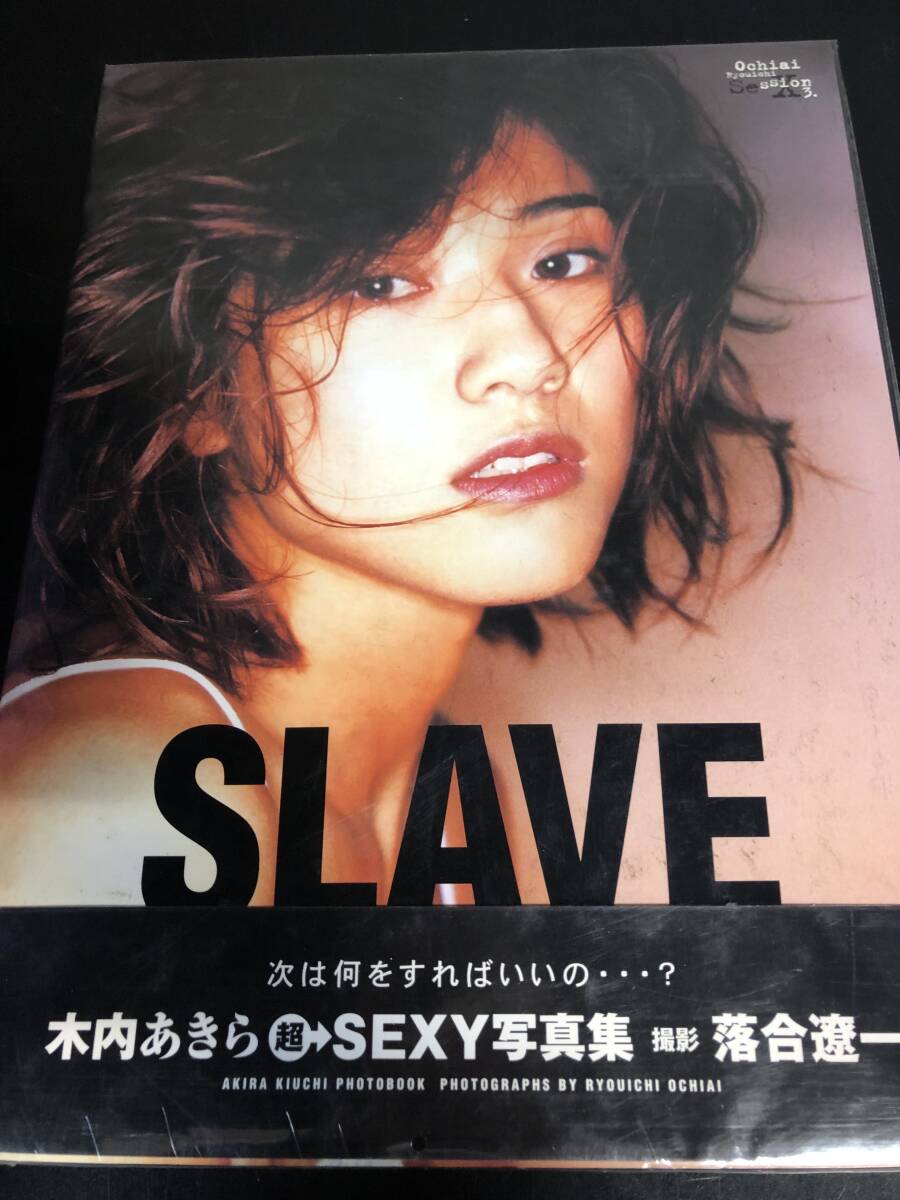 Ochiai
Ryouichi
SeXssion
3.
SLAVE
次は何をすればいいの・・・?
木内あきら超➡SEXY写真集 撮影 落合遼一
AKIRA KIUCHI PHOTOBOOK PHOTOGRAPHS BY RYOUICHI OCHIAI